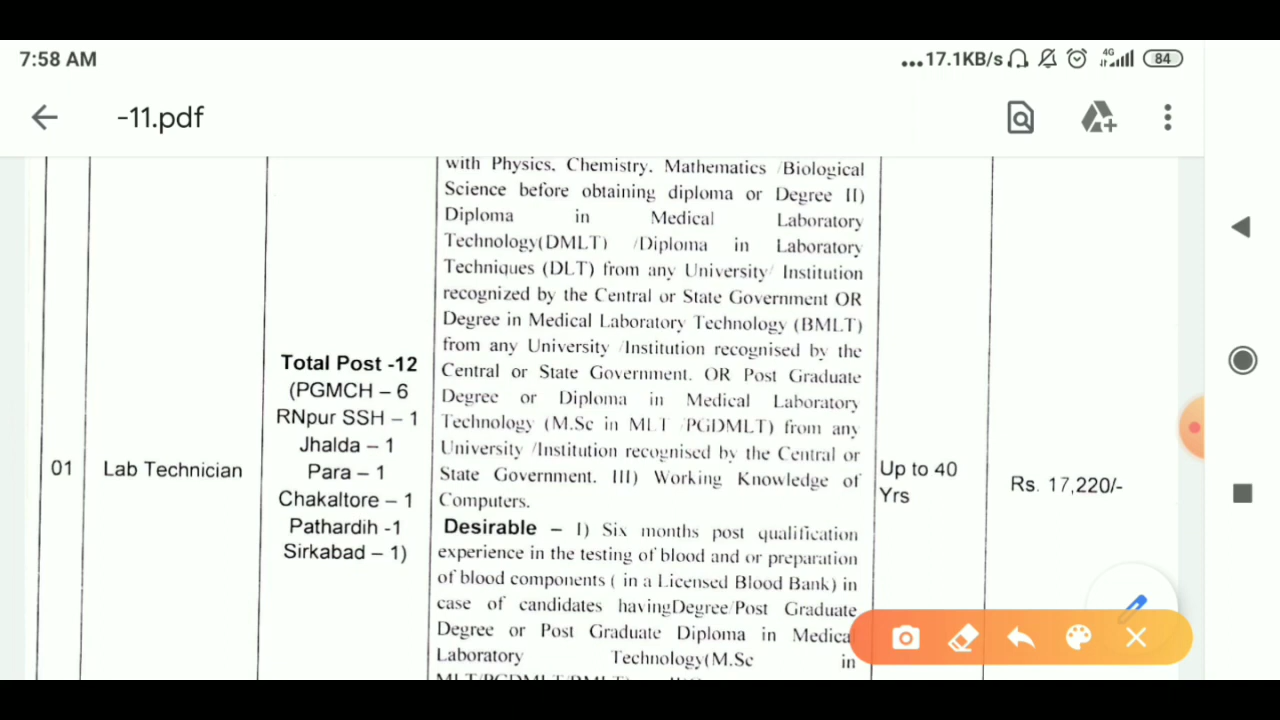 7:58 AM
...17.1KB/s 4G 84
-11.pdf
with Physics. Chemistry. Mathematics /Biological
Science before obtaining diploma or Degree II)
Diploma in Medical Laboratory
Technology(DMLT) /Diploma in Laboratory
Techniques (DLT) from any University/ Institution
recognized by the Central or State Government OR
Degree in Medical Laboratory Technology (BMLT)
from any University /Institution recognised by the
Central or State Government. OR Post Graduate
Degree or Diploma in Medical Laboratory
Technology (M.Sc in MLT /PGDMLT) from any
University /Institution recognised by the Central or
State Government. III) Working Knowledge of
Computers.
Desirable – I) Six months post qualification
experience in the testing of blood and or preparation
of blood components ( in a Licensed Blood Bank) in
case of candidates havingDegree/Post Graduate
Degree or Post Graduate Diploma in Medical
Laboratory Technology(M.Sc in
MLT/PGDMLT/BMLT)
Total Post -12
(PGMCH – 6
RNpur SSH – 1
Jhalda – 1
Para – 1
Chakaltore – 1
Pathardih -1
Sirkabad – 1)
01
Lab Technician
Up to 40
Yrs
Rs. 17,220/-